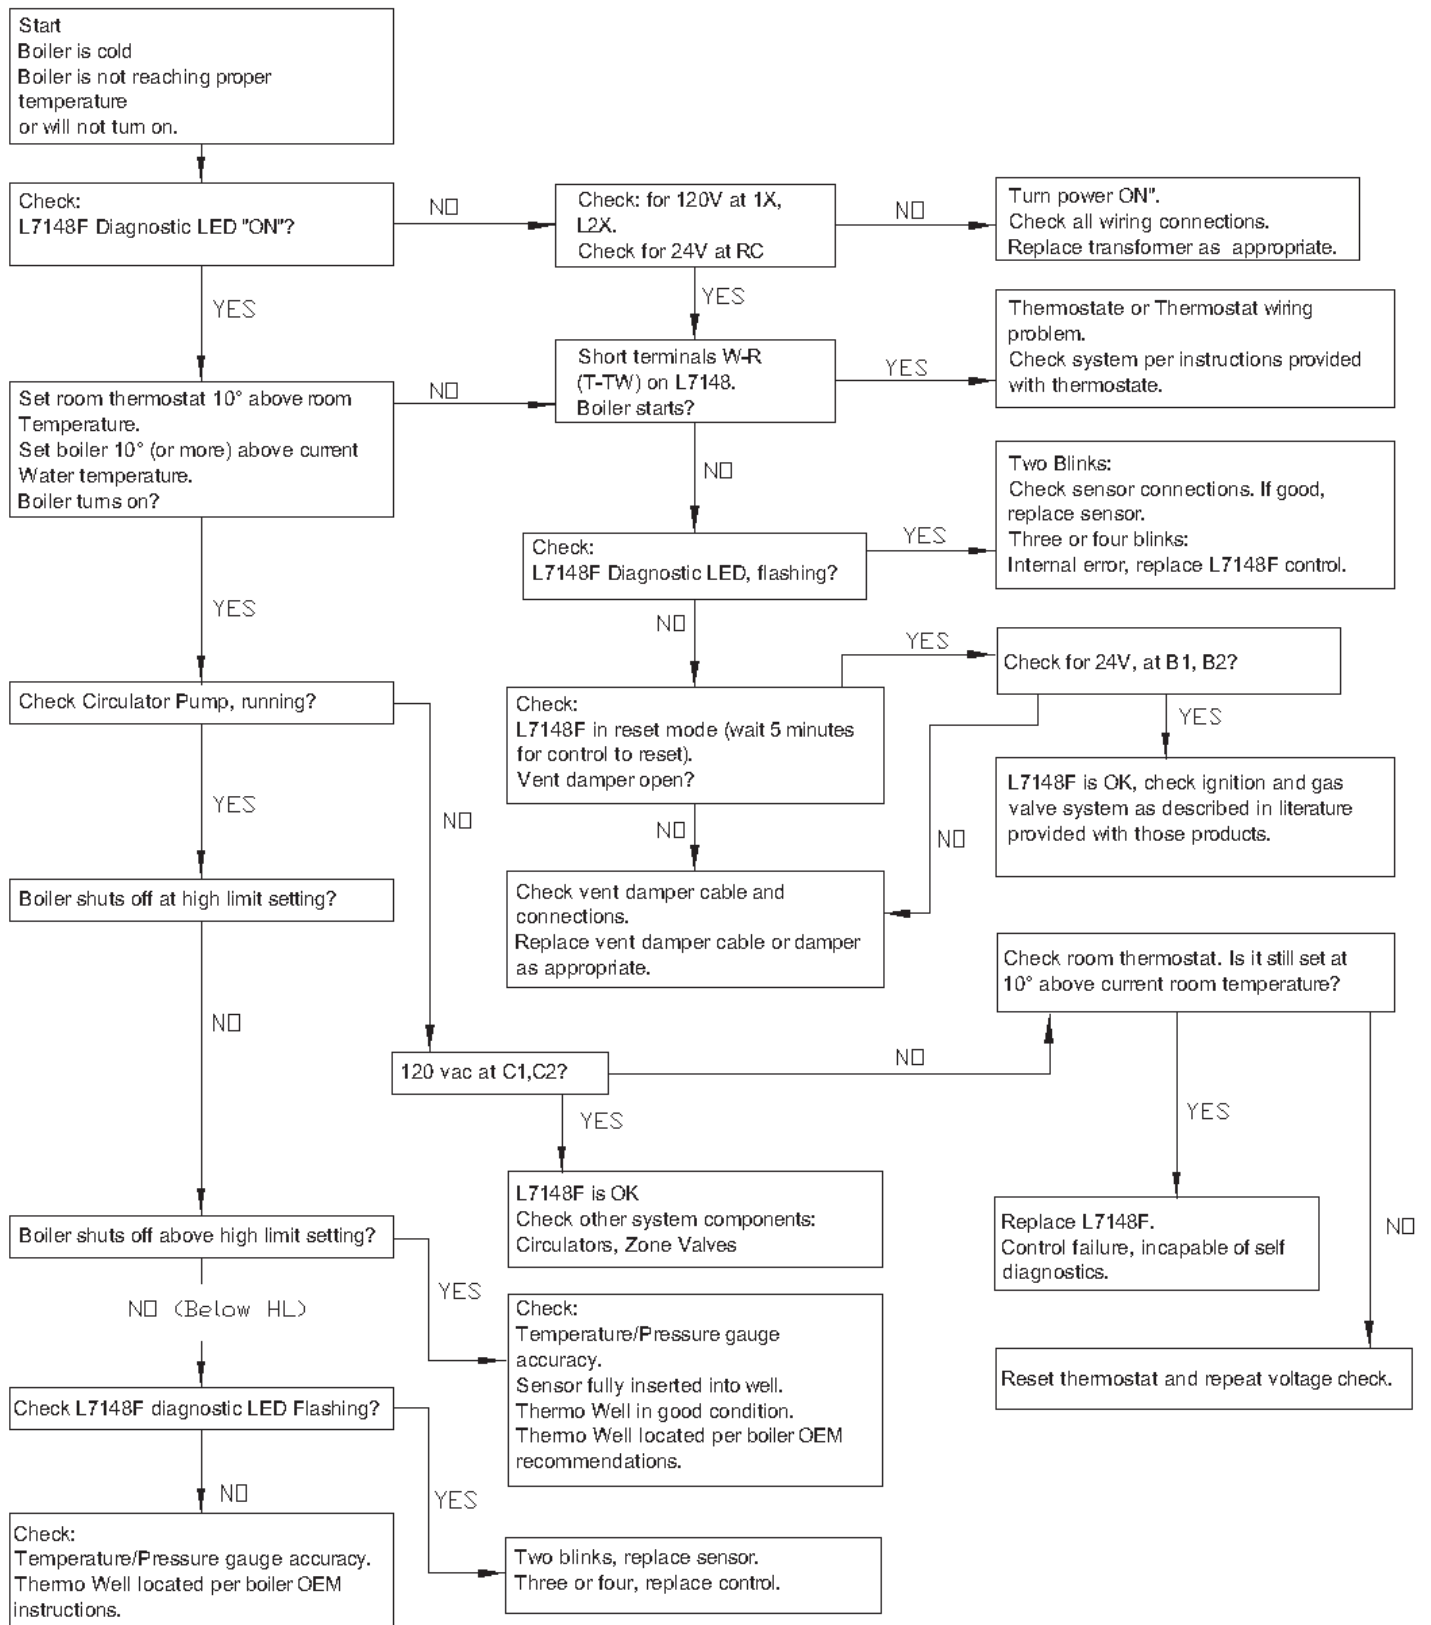 Start
Boiler is cold
Boiler is not reaching proper
temperature
or will not turn on.
Check:
L7148F Diagnostic LED "ON"?
NO
Check: for 120V at 1X,
L2X.
Check for 24V at RC
NO
Turn power ON".
Check all wiring connections.
Replace transformer as appropriate.
YES
YES
Set room thermostat 10° above room
Temperature.
Set boiler 10° (or more) above current
Water temperature.
Boiler turns on?
NO
Short terminals W-R
(T-TW) on L7148.
Boiler starts?
YES
Thermostate or Thermostat wiring
problem.
Check system per instructions provided
with thermostate.
NO
Check:
L7148F Diagnostic LED, flashing?
YES
Two Blinks:
Check sensor connections. If good,
replace sensor.
Three or four blinks:
Internal error, replace L7148F control.
YES
NO
Check Circulator Pump, running?
Check:
L7148F in reset mode (wait 5 minutes
for control to reset).
Vent damper open?
YES
Check for 24V, at B1, B2?
YES
L7148F is OK, check ignition and gas
valve system as described in literature
provided with those products.
NO
NO
Check vent damper cable and
connections.
Replace vent damper cable or damper
as appropriate.
YES
NO
Boiler shuts off at high limit setting?
Check room thermostat. Is it still set at
10° above current room temperature?
NO
120 vac at C1,C2?
NO
YES
L7148F is OK
Check other system components:
Circulators, Zone Valves
YES
Replace L7148F.
Control failure, incapable of self
diagnostics.
NO
Reset thermostat and repeat voltage check.
Boiler shuts off above high limit setting?
YES
Check:
Temperature/Pressure gauge
accuracy.
Sensor fully inserted into well.
Thermo Well in good condition.
Thermo Well located per boiler OEM
recommendations.
NO (Below HL)
Check L7148F diagnostic LED Flashing?
YES
Two blinks, replace sensor.
Three or four, replace control.
NO
Check:
Temperature/Pressure gauge accuracy.
Thermo Well located per boiler OEM
instructions.